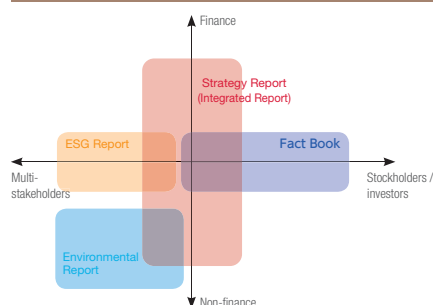 Finance
Strategy Report
(Integrated Report)
ESG Report
Fact Book
Multi-
stakeholders
Stockholders /
investors
Environmental
Report
Non-finance